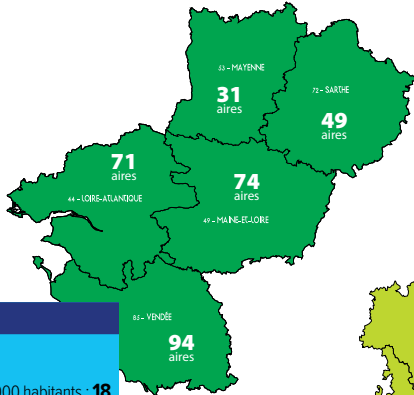 53 – MAYENNE
31
aires
72 – SARTHE
49
aires
71
aires
44 – LOIRE-ATLANTIQUE
74
aires
49 – MAINE-ET-LOIRE
85 – VENDÉE
94
aires
000 habitants : 18